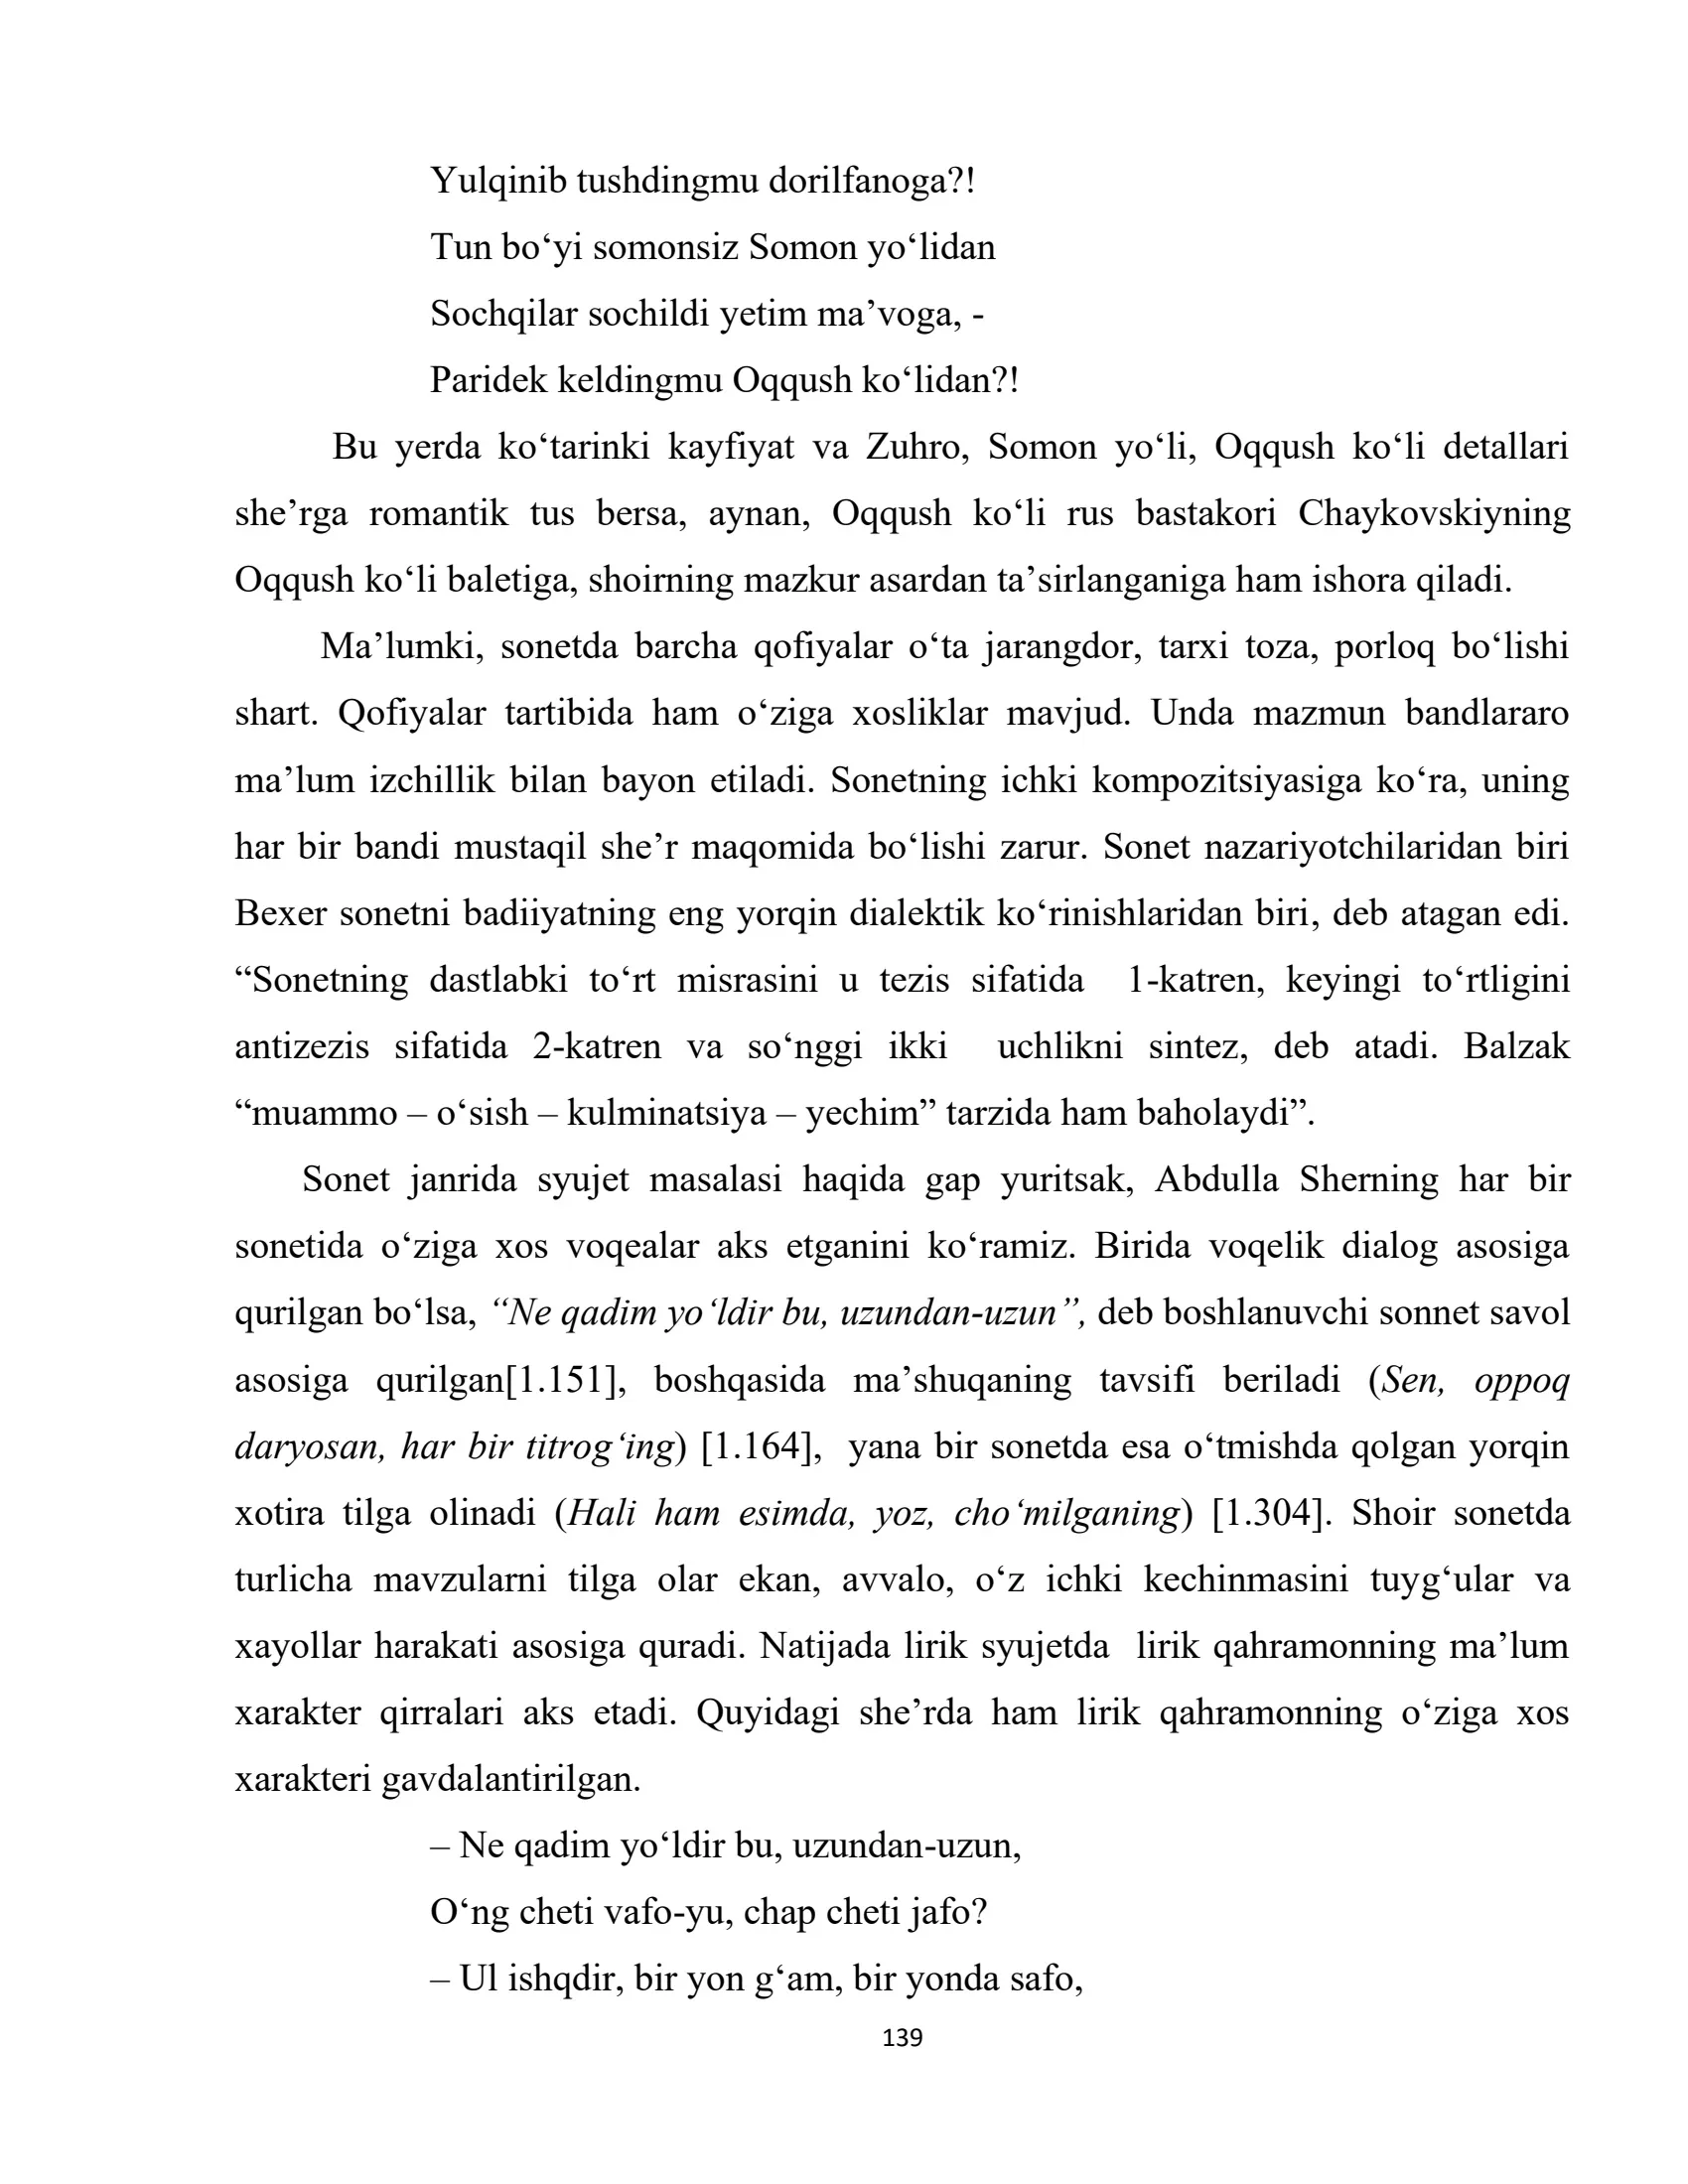 Yulqinib tushdingmu dorilfanoga?!
Tun bo‘yi somonsiz Somon yo‘lidan
Sochqilar sochildi yetim ma’voga, -
Paridek keldingmu Oqqush ko‘lidan?!
Bu yerda ko‘tarinki kayfiyat va Zuhro, Somon yo‘li, Oqqush ko‘li detallari
she’rga romantik tus bersa, aynan, Oqqush ko‘li rus bastakori Chaykovskiyning
Oqqush ko‘li baletiga, shoirning mazkur asardan ta’sirlanganiga ham ishora qiladi.
Ma’lumki, sonetda barcha qofiyalar o‘ta jarangdor, tarxi toza, porloq bo‘lishi
shart. Qofiyalar tartibida ham o‘ziga xosliklar mavjud. Unda mazmun bandlararo
ma’lum izchillik bilan bayon etiladi. Sonetning ichki kompozitsiyasiga ko‘ra, uning
har bir bandi mustaqil she’r maqomida bo‘lishi zarur. Sonet nazariyotchilaridan biri
Bexer sonetni badiiyatning eng yorqin dialektik ko‘rinishlaridan biri, deb atagan edi.
“Sonetning dastlabki to‘rt misrasini u tezis sifatida 1-katren, keyingi to‘rtligini
antizezis sifatida 2-katren va so‘nggi ikki uchlikni sintez, deb atadi. Balzak
“muammo – o‘sish – kulminatsiya – yechim” tarzida ham baholaydi”.
Sonet janrida syujet masalasi haqida gap yuritsak, Abdulla Sherning har bir
sonetida o‘ziga xos voqealar aks etganini ko‘ramiz. Birida voqelik dialog asosiga
qurilgan bo‘lsa, “Ne qadim yo‘ldir bu, uzundan-uzun”, deb boshlanuvchi sonnet savol
asosiga qurilgan[1.151], boshqasida ma’shuqaning tavsifi beriladi (Sen, oppoq
daryosan, har bir titrog‘ing) [1.164], yana bir sonetda esa o‘tmishda qolgan yorqin
xotira tilga olinadi (Hali ham esimda, yoz, cho‘milganing) [1.304]. Shoir sonetda
turlicha mavzularni tilga olar ekan, avvalo, o‘z ichki kechinmasini tuyg‘ular va
xayollar harakati asosiga quradi. Natijada lirik syujetda lirik qahramonning ma’lum
xarakter qirralari aks etadi. Quyidagi she’rda ham lirik qahramonning o‘ziga xos
xarakteri gavdalantirilgan.
– Ne qadim yo‘ldir bu, uzundan-uzun,
O‘ng cheti vafo-yu, chap cheti jafo?
– Ul ishqdir, bir yon g‘am, bir yonda safo,
139